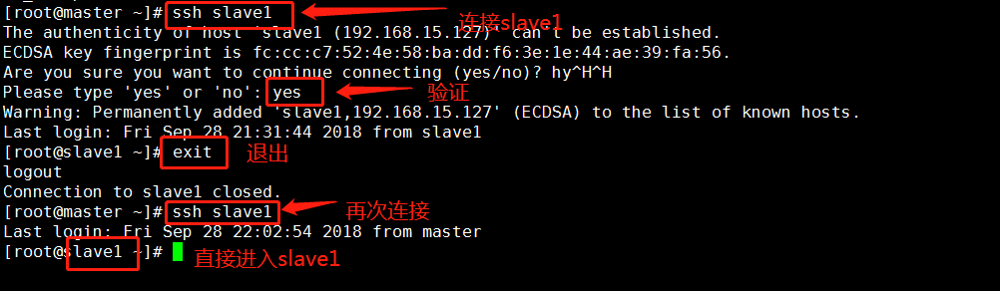 [root@master ~]# ssh slave1
连接slave1
The authenticity of host 'slave1 (192.168.15.127)' can't be established.
ECDSA key fingerprint is fc:cc:c7:52:4e:58:ba:dd:f6:3e:1e:44:ae:39:fa:56.
Are you sure you want to continue connecting (yes/no)? hy^H^H
Please type 'yes' or 'no': yes
验证
Warning: Permanently added 'slave1,192.168.15.127' (ECDSA) to the list of known hosts.
Last login: Fri Sep 28 21:31:44 2018 from slave1
[root@slave1 ~]# exit
退出
logout
Connection to slave1 closed.
[root@master ~]# ssh slave1
再次连接
Last login: Fri Sep 28 22:02:54 2018 from master
[root@slave1 ~]#
直接进入slave1